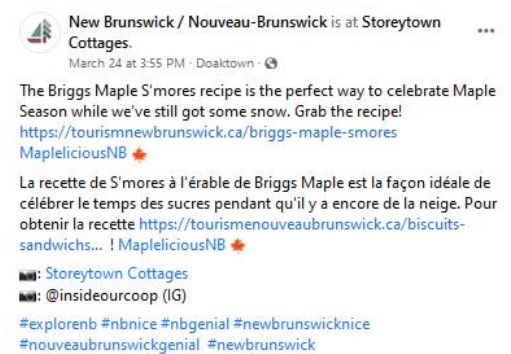 New Brunswick / Nouveau-Brunswick is at Storeytown
Cottages.
March 24 at 3:55 PM · Doaktown ·
The Briggs Maple S'mores recipe is the perfect way to celebrate Maple
Season while we've still got some snow. Grab the recipe!
https://tourismnewbrunswick.ca/briggs-maple-smores
MapleliciousNB 🍁
La recette de S'mores à l'érable de Briggs Maple est la façon idéale de
célébrer le temps des sucres pendant qu'il y a encore de la neige. Pour
obtenir la recette https://tourismenouveaubrunswick.ca/biscuits-
sandwichs... ! MapleliciousNB 🍁
📷: Storeytown Cottages
📷: @insideourcoop (IG)
#explorenb #nbnice #nbgenial #newbrunswicknice
#nouveaubrunswickgenial #newbrunswick